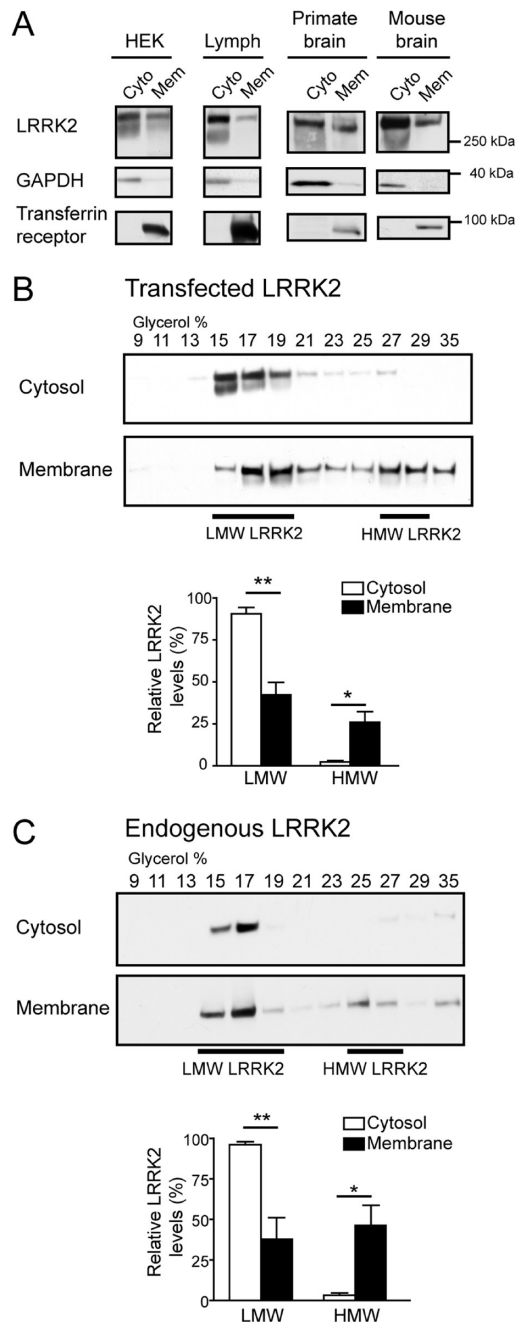 A
HEK Lymph Primate brain Mouse brain
Cyto Mem Cyto Mem Cyto Mem Cyto Mem
LRRK2
250 kDa
GAPDH
40 kDa
Transferrin receptor
100 kDa
B Transfected LRRK2
Glycerol %
9 11 13 15 17 19 21 23 25 27 29 35
Cytosol
Membrane
LMW LRRK2 HMW LRRK2
Cytosol
Membrane
Relative LRRK2 levels (%)
100
75
50
25
0
**
*
LMW HMW
C Endogenous LRRK2
Glycerol %
9 11 13 15 17 19 21 23 25 27 29 35
Cytosol
Membrane
LMW LRRK2 HMW LRRK2
Cytosol
Membrane
Relative LRRK2 levels (%)
100
75
50
25
0
**
*
LMW HMW